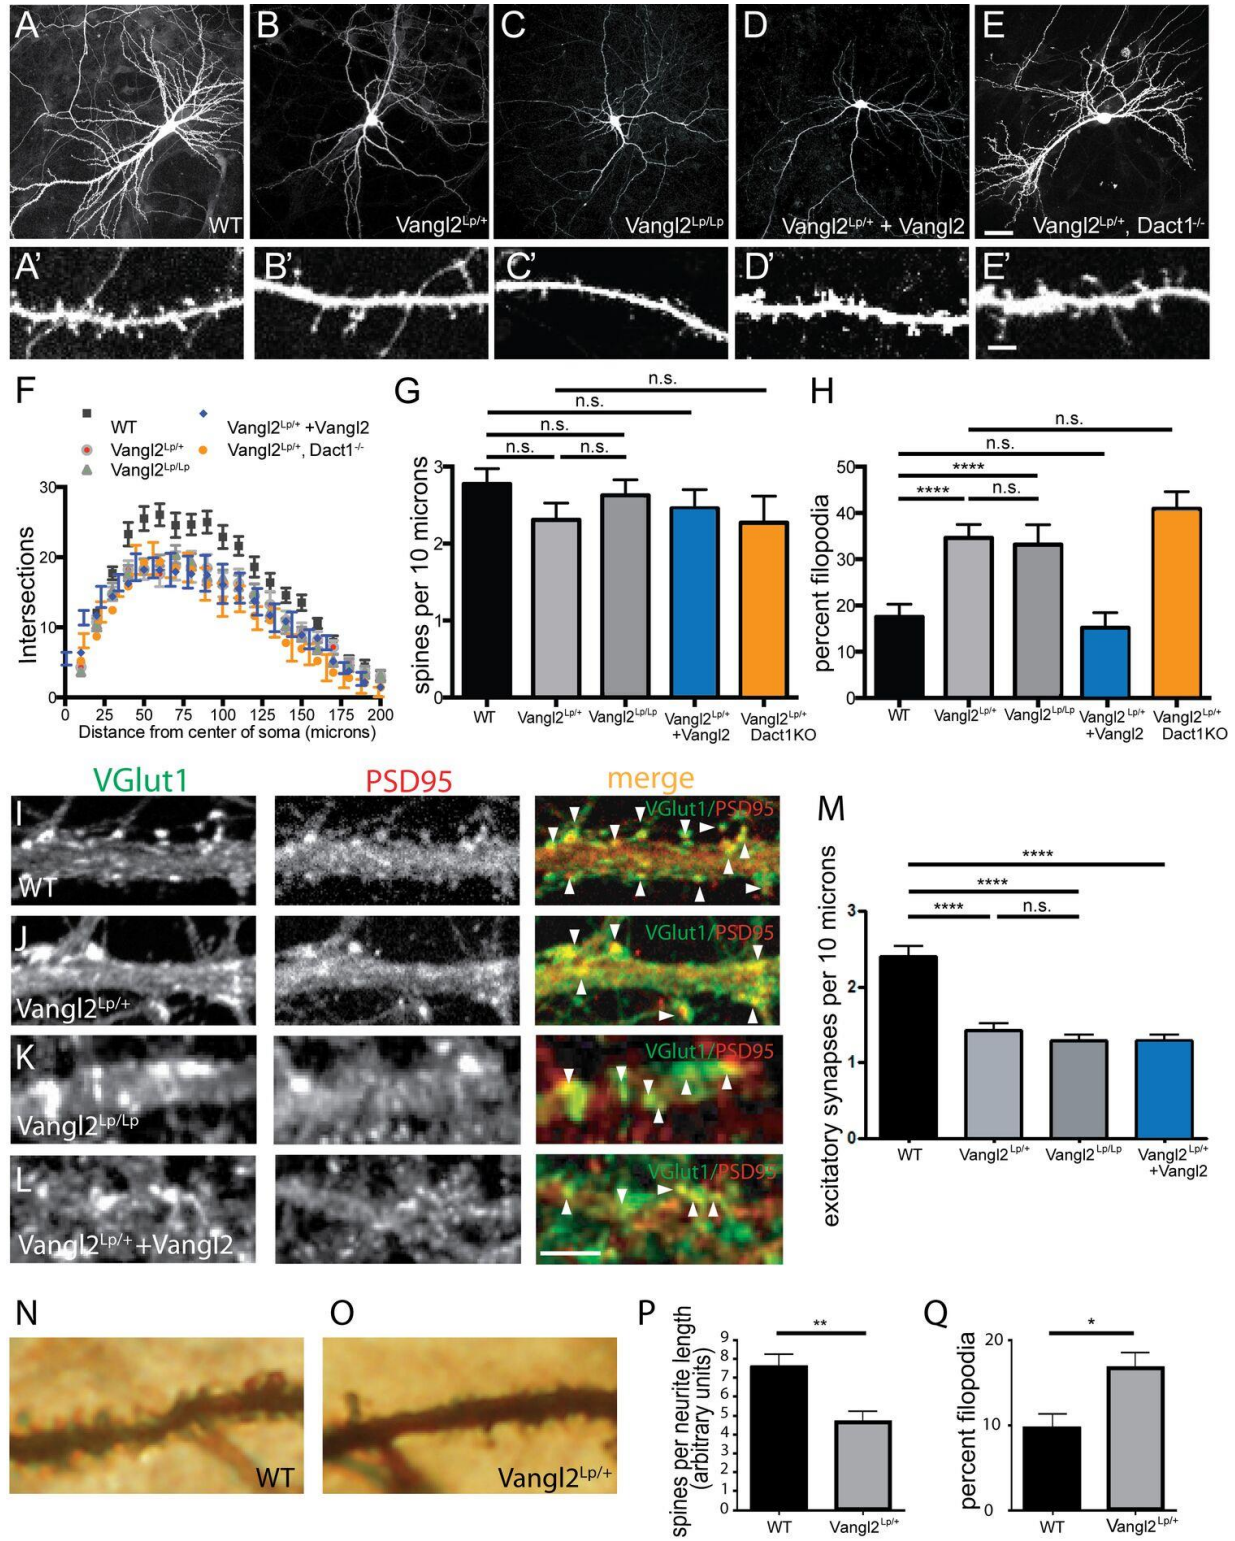 A B C D E
WT Vangl2Lp/+ Vangl2Lp/Lp Vangl2Lp/+ + Vangl2 Vangl2Lp/+, Dact1-/-
A' B' C' D' E'
F
WT
Vangl2Lp/+
Vangl2Lp/Lp
Vangl2Lp/+ +Vangl2
Vangl2Lp/+, Dact1-/-
Intersections
30
20
10
0
0 25 50 75 100 125 150 175 200
Distance from center of soma (microns)
G
n.s.
n.s.
n.s.
n.s. n.s.
spines per 10 microns
3
2
1
0
WT Vangl2Lp/+ Vangl2Lp/Lp Vangl2Lp/+ Vangl2Lp/+
+Vangl2 Dact1KO
H
n.s.
n.s.
****
**** n.s.
percent filopodia
50
40
30
20
10
0
WT Vangl2Lp/+ Vangl2Lp/Lp Vangl2Lp/+ Vangl2Lp/+
+Vangl2 Dact1KO
VGlut1 PSD95 merge
I
WT
VGlut1/PSD95
J
Vangl2Lp/+
VGlut1/PSD95
K
Vangl2Lp/Lp
VGlut1/PSD95
L
Vangl2Lp/+ +Vangl2
VGlut1/PSD95
M
****
****
**** n.s.
excitatory synapses per 10 microns
3
2
1
0
WT Vangl2Lp/+ Vangl2Lp/Lp Vangl2Lp/+
+Vangl2
N
WT
O
Vangl2Lp/+
P
**
spines per neurite length
(arbitrary units)
9
8
7
6
5
4
3
2
1
0
WT Vangl2Lp/+
Q
*
percent filopodia
20
10
0
WT Vangl2Lp/+